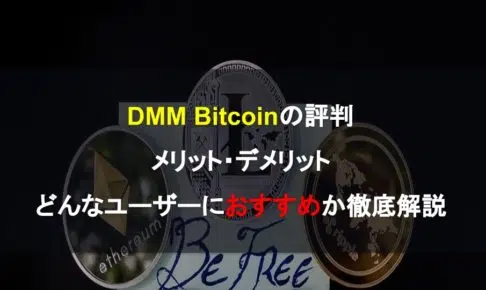 DMM Bitcoinの評判
メリット・デメリット
どんなユーザーにおすすめか徹底解説
ethereum
Be Free